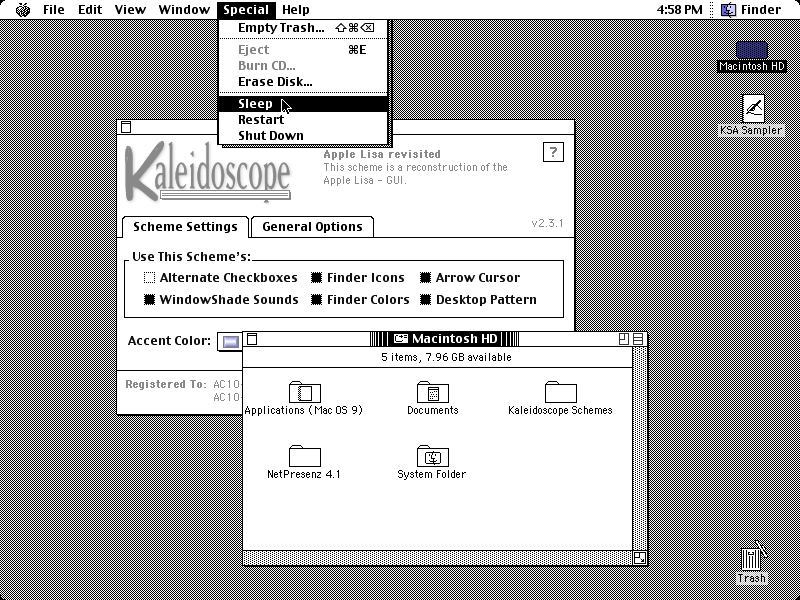 File Edit View Window Special Help 4:58 PM Finder
Empty Trash... ⇧⌘⌫
Eject ⌘E
Burn CD...
Erase Disk...
Sleep
Restart
Shut Down
Macintosh HD
KSA Sampler
Kaleidoscope
Apple Lisa revisited
This scheme is a reconstruction of the
Apple Lisa - GUI.
?
v2.3.1
Scheme Settings General Options
Use This Scheme's:
Alternate Checkboxes Finder Icons Arrow Cursor
WindowShade Sounds Finder Colors Desktop Pattern
Accent Color:
Registered To: AC10
AC10
Macintosh HD
5 items, 7.96 GB available
Applications (Mac OS 9) Documents Kaleidoscope Schemes
NetPresenz 4.1 System Folder
Trash